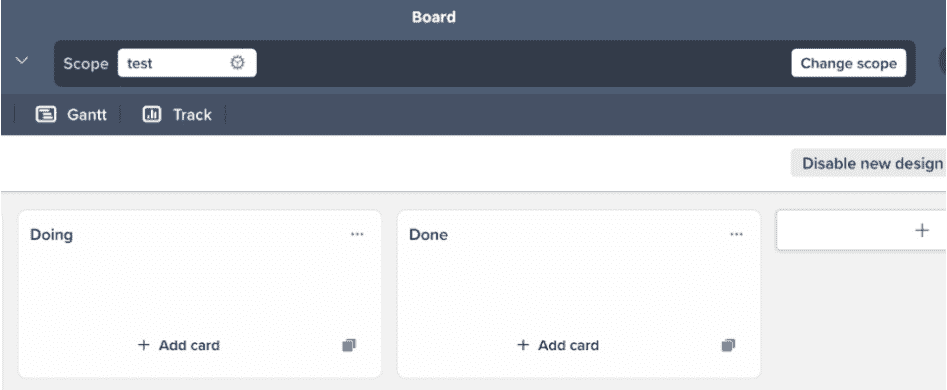 Board
Scope test Change scope
Gantt Track
Disable new design
Doing ... Done ... +
+ Add card + Add card